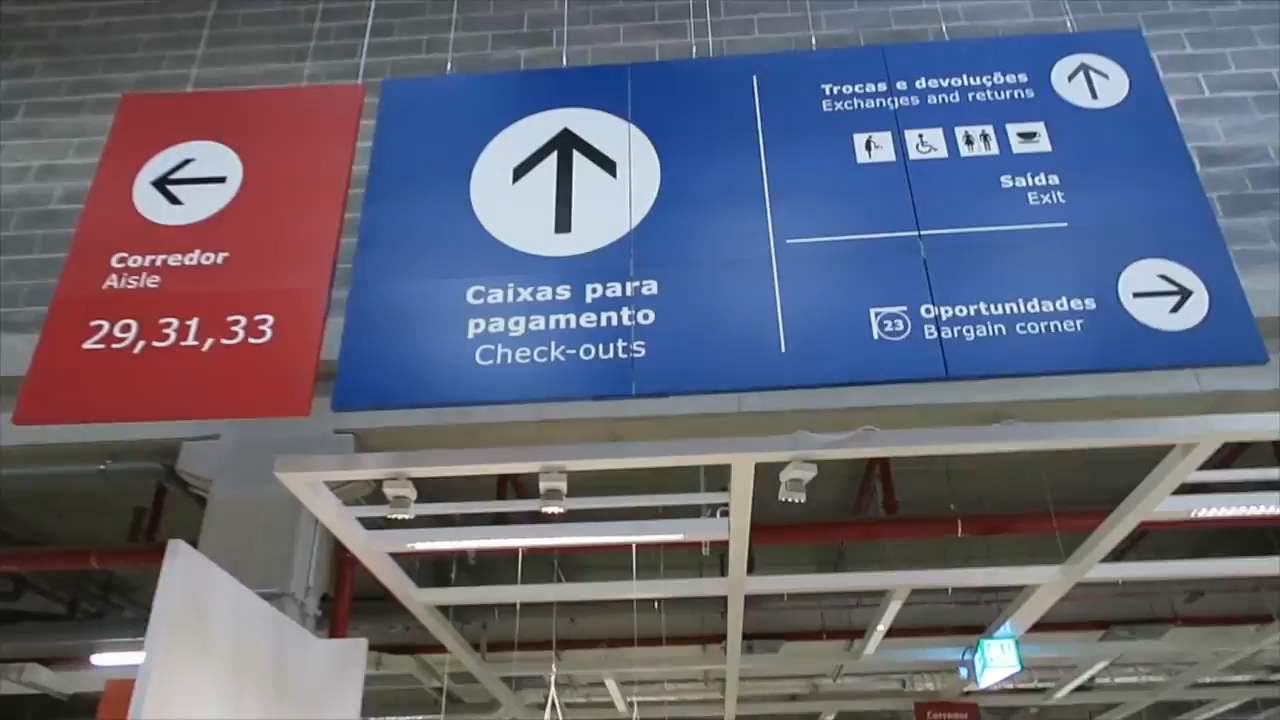 Corredor
Aisle
29,31,33
Caixas para
pagamento
Check-outs
Trocas e devoluções
Exchanges and returns
Saída
Exit
23
Oportunidades
Bargain corner
Corredor